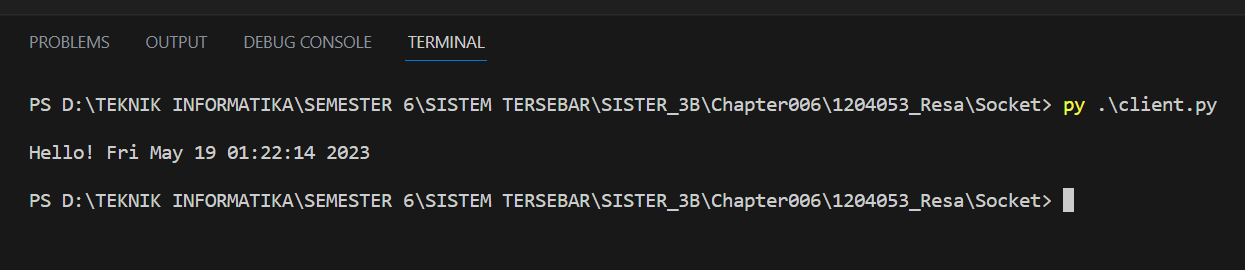 PROBLEMS OUTPUT DEBUG CONSOLE TERMINAL
PS D:\TEKNIK INFORMATIKA\SEMESTER 6\SISTEM TERSEBAR\SISTER_3B\Chapter006\1204053_Resa\Socket> py .\client.py
Hello! Fri May 19 01:22:14 2023
PS D:\TEKNIK INFORMATIKA\SEMESTER 6\SISTEM TERSEBAR\SISTER_3B\Chapter006\1204053_Resa\Socket>